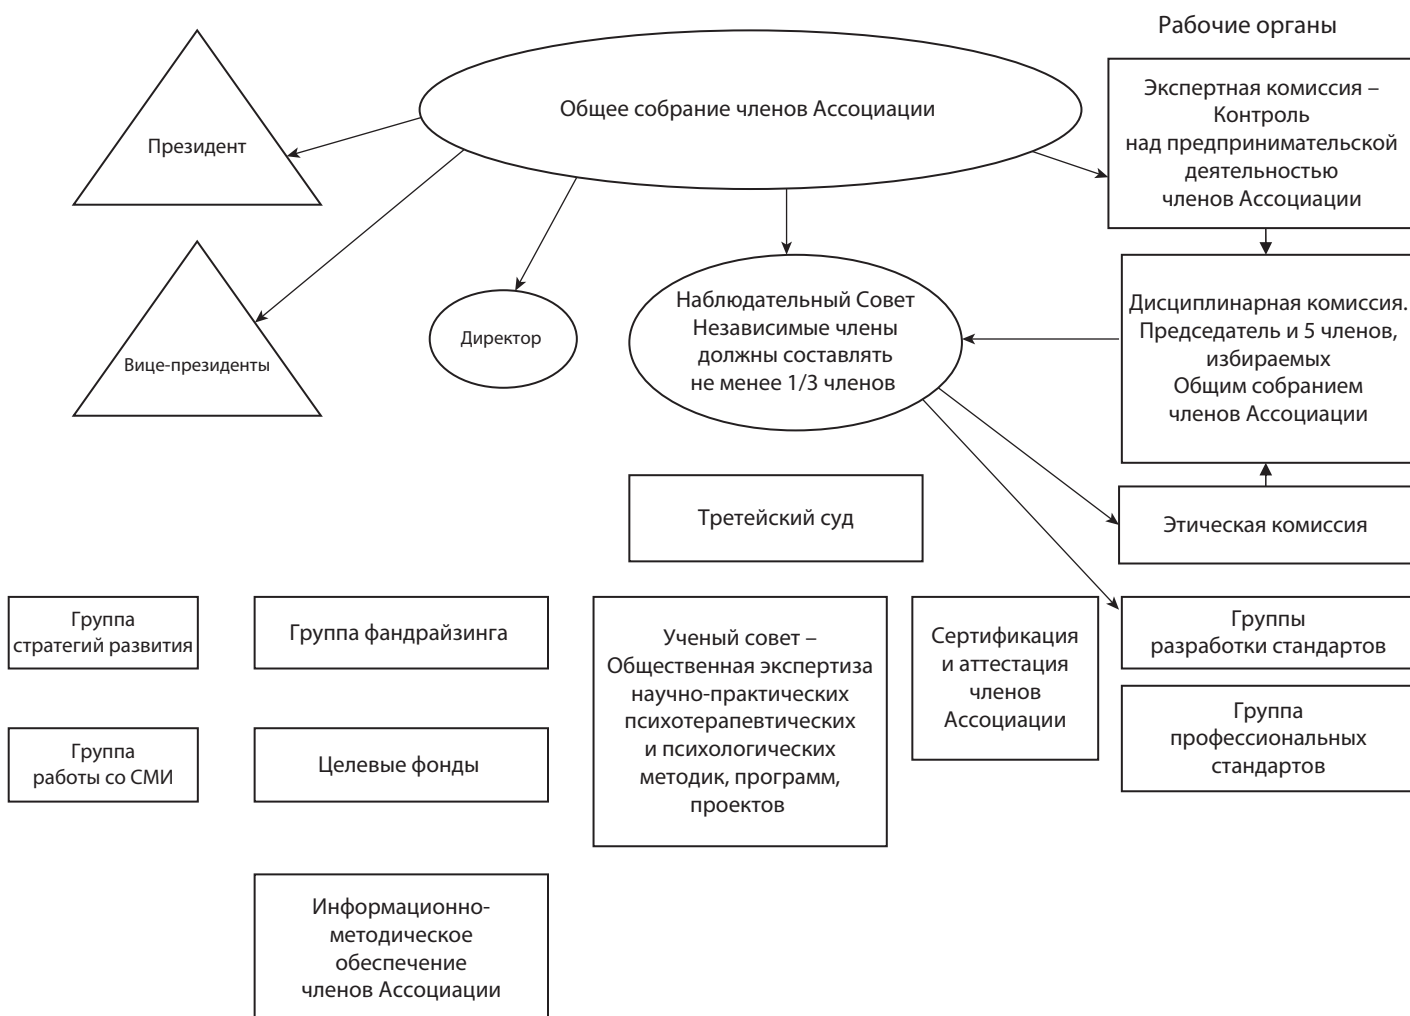 Рабочие органы
Общее собрание членов Ассоциации
Президент
Экспертная комиссия –
Контроль
над предпринимательской
деятельностью
членов Ассоциации
Вице-президенты
Директор
Наблюдательный Совет
Независимые члены
должны составлять
не менее 1/3 членов
Дисциплинарная комиссия.
Председатель и 5 членов,
избираемых
Общим собранием
членов Ассоциации
Третейский суд
Этическая комиссия
Группа
стратегий развития
Группа фандрайзинга
Ученый совет –
Общественная экспертиза
научно-практических
психотерапевтических
и психологических
методик, программ,
проектов
Сертификация
и аттестация
членов
Ассоциации
Группы
разработки стандартов
Группа
профессиональных
стандартов
Группа
работы со СМИ
Целевые фонды
Информационно-
методическое
обеспечение
членов Ассоциации